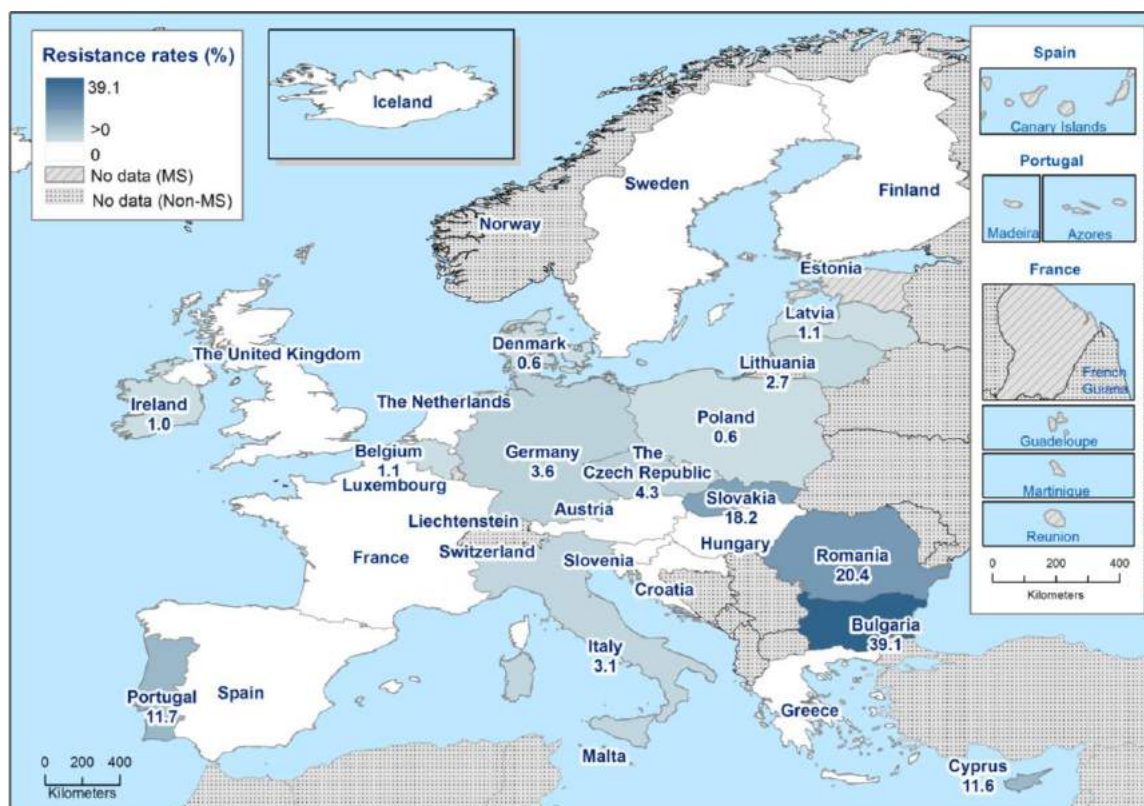 Resistance rates (%)
39.1
>0
0
No data (MS)
No data (Non-MS)
Iceland
Spain
Canary Islands
Portugal
Madeira
Azores
France
French
Guiana
Guadeloupe
Martinique
Reunion
0 200 400
Kilometers
Sweden
Finland
Norway
Estonia
Latvia
1.1
Denmark
0.6
Lithuania
2.7
The United Kingdom
Ireland
1.0
The Netherlands
Poland
0.6
Belgium
1.1
Germany
3.6
The
Czech Republic
4.3
Luxembourg
Slovakia
18.2
Austria
Liechtenstein
Hungary
Switzerland
Slovenia
France
Romania
20.4
Croatia
Bulgaria
39.1
Italy
3.1
Portugal
11.7
Spain
Greece
Malta
Cyprus
11.6
0 200 400
Kilometers